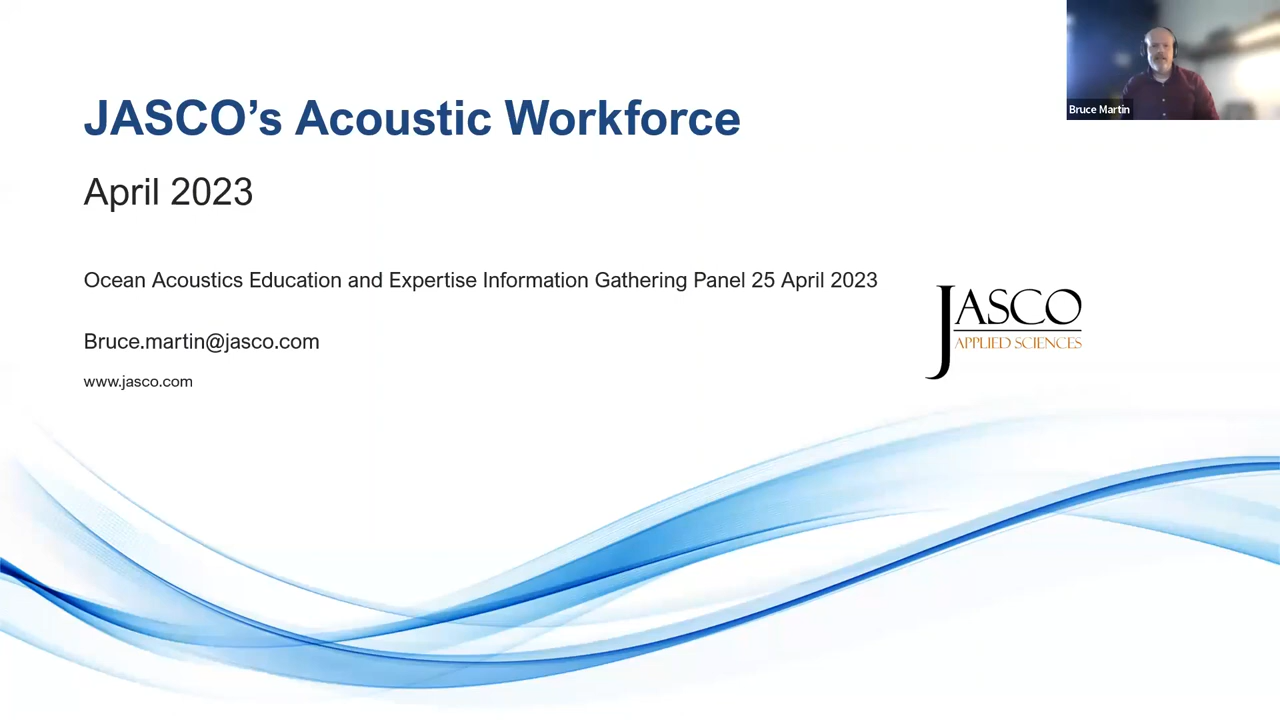 JASCO’s Acoustic Workforce
April 2023
Ocean Acoustics Education and Expertise Information Gathering Panel 25 April 2023
Bruce.martin@jasco.com
www.jasco.com
JASCO
APPLIED SCIENCES
Bruce Martin